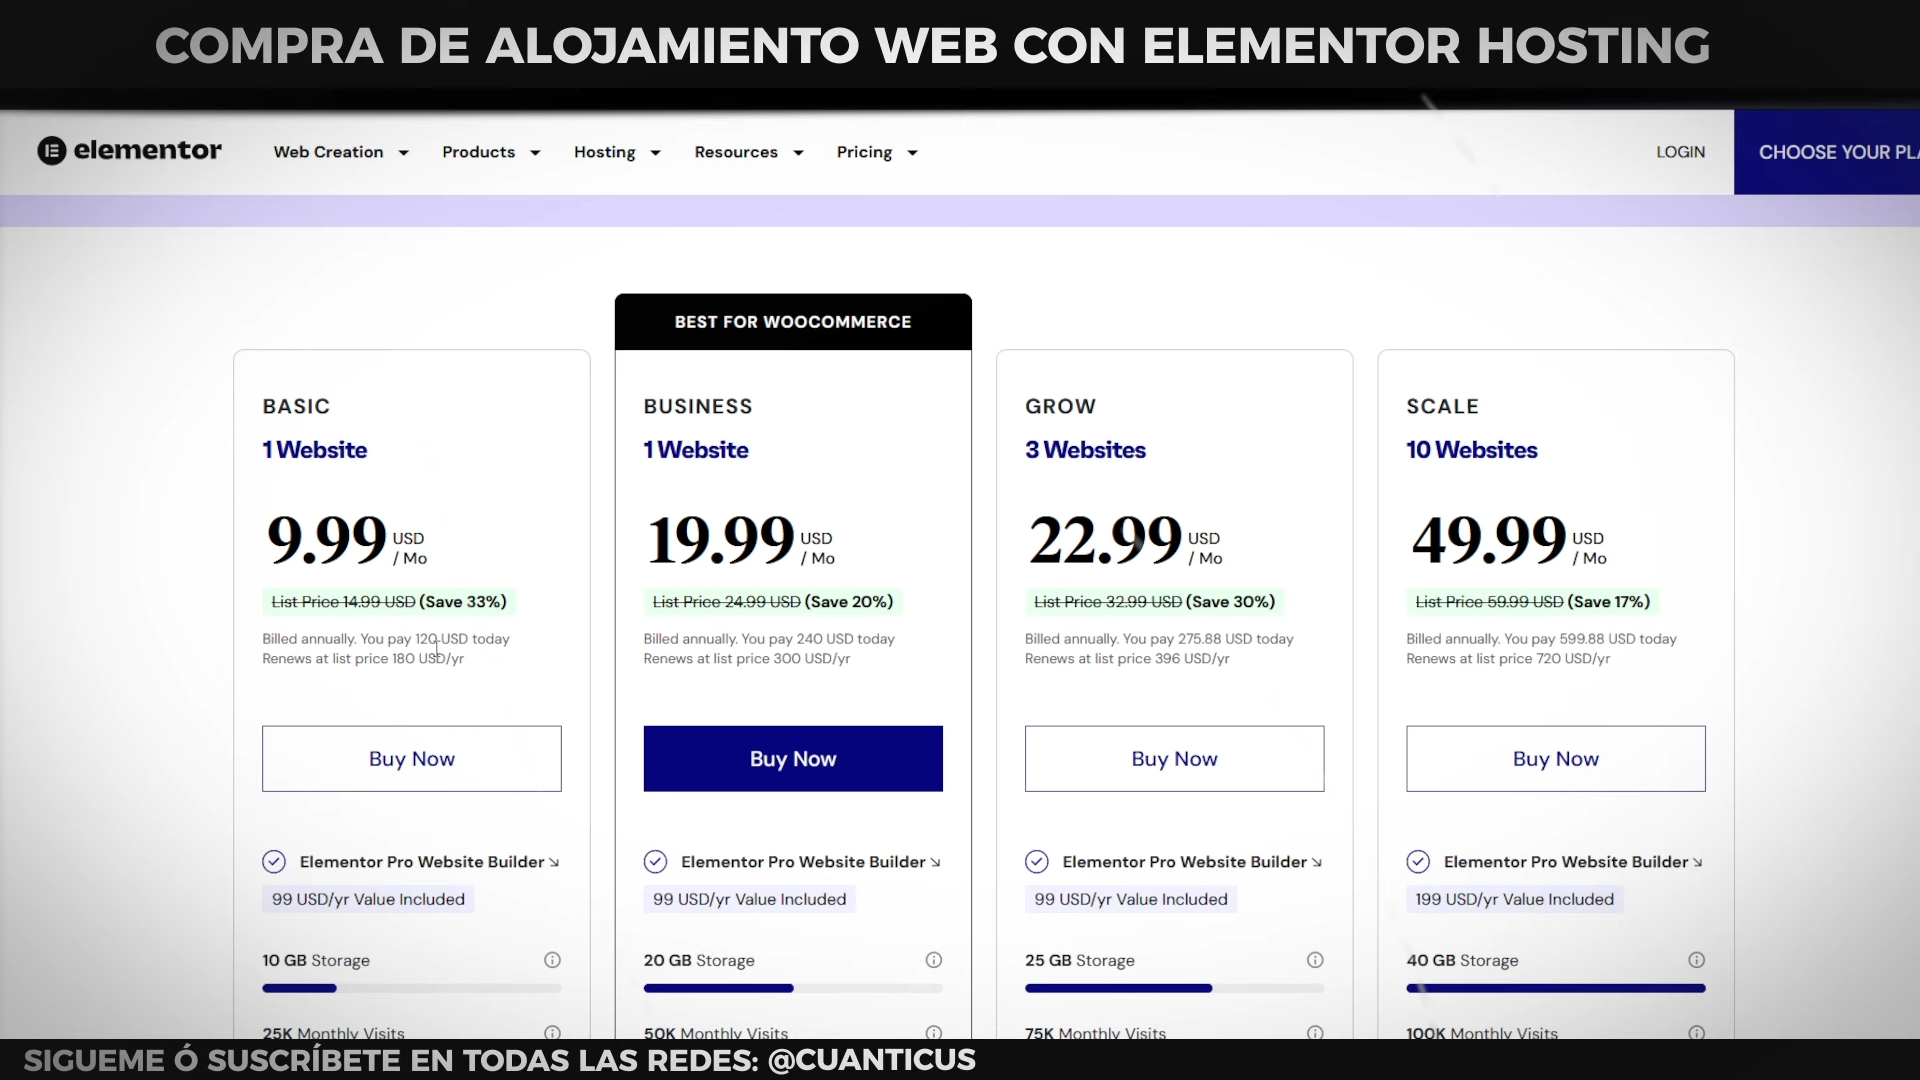 COMPRA DE ALOJAMIENTO WEB CON ELEMENTOR HOSTING
elementor
Web Creation
Products
Hosting
Resources
Pricing
LOGIN
CHOOSE YOUR PLA
BEST FOR WOOCOMMERCE
BASIC
1 Website
9.99 USD / Mo
List Price 14.99 USD (Save 33%)
Billed annually. You pay 120 USD today
Renews at list price 180 USD/yr
Buy Now
Elementor Pro Website Builder
99 USD/yr Value Included
10 GB Storage
25K Monthly Visits
BUSINESS
1 Website
19.99 USD / Mo
List Price 24.99 USD (Save 20%)
Billed annually. You pay 240 USD today
Renews at list price 300 USD/yr
Buy Now
Elementor Pro Website Builder
99 USD/yr Value Included
20 GB Storage
50K Monthly Visits
GROW
3 Websites
22.99 USD / Mo
List Price 32.99 USD (Save 30%)
Billed annually. You pay 275.88 USD today
Renews at list price 396 USD/yr
Buy Now
Elementor Pro Website Builder
99 USD/yr Value Included
25 GB Storage
75K Monthly Visits
SCALE
10 Websites
49.99 USD / Mo
List Price 59.99 USD (Save 17%)
Billed annually. You pay 599.88 USD today
Renews at list price 720 USD/yr
Buy Now
Elementor Pro Website Builder
199 USD/yr Value Included
40 GB Storage
100K Monthly Visits
SIGUEME Ó SUSCRÍBETE EN TODAS LAS REDES: @CUANTICUS